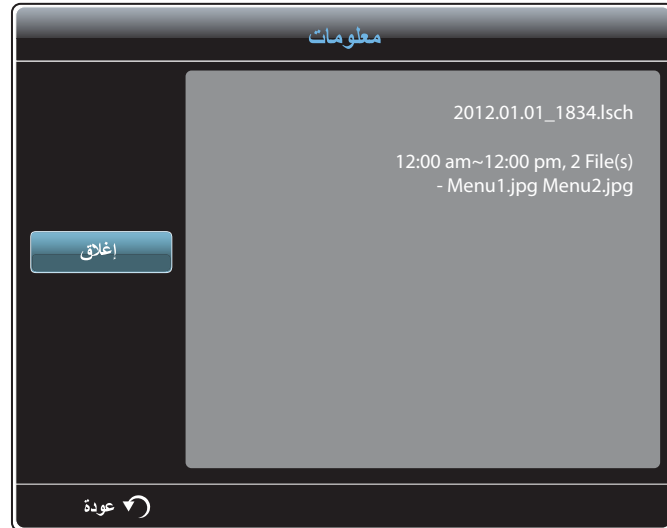 معلومات
2012.01.01_1834.lsch
12:00 am~12:00 pm, 2 File(s)
- Menu1.jpg Menu2.jpg
إغلاق
عودة